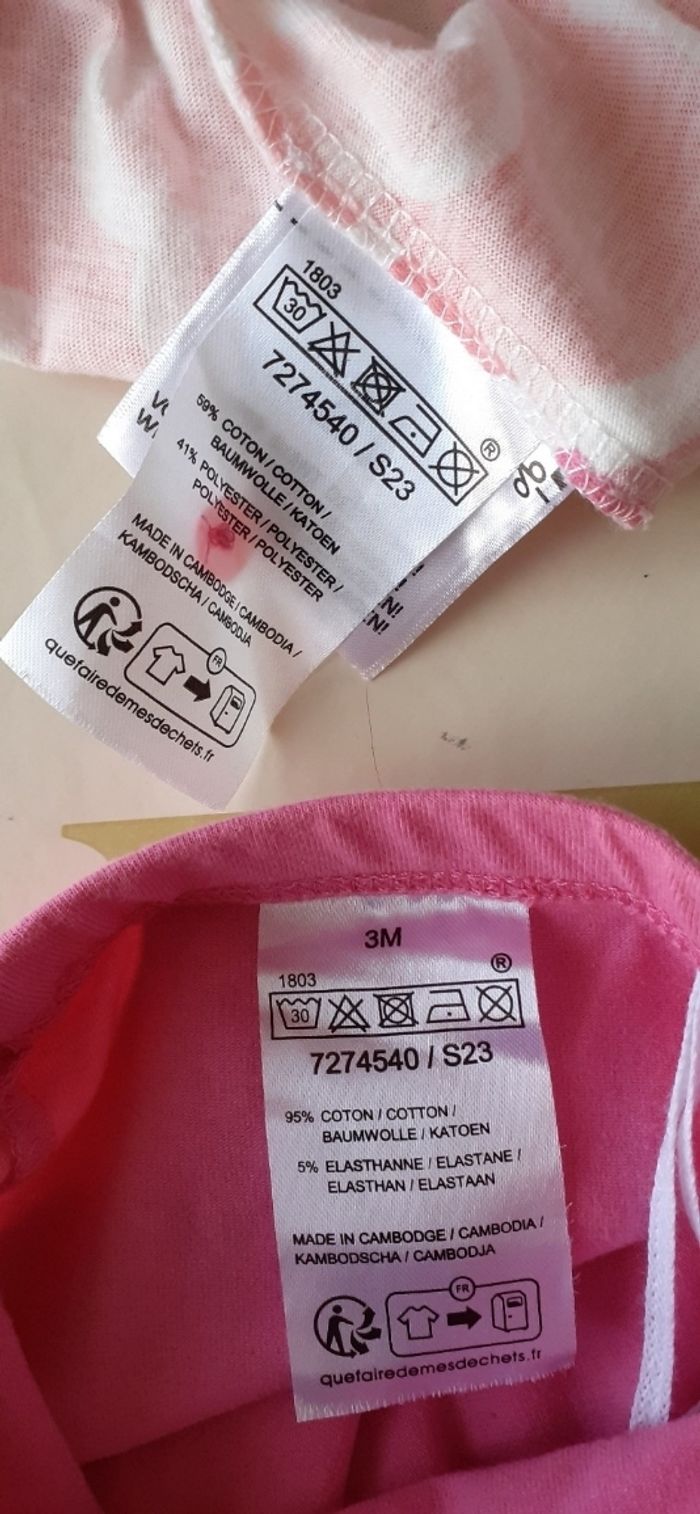 1803
30
®
7274540 / S23
59% COTON / COTTON /
BAUMWOLLE / KATOEN
41% POLYESTER / POLYESTER /
POLYESTER / POLYESTER
MADE IN CAMBODGE / CAMBODIA /
KAMBODSCHA / CAMBODJA
FR
quefairedemesdechets.fr
EN!
3M
1803
®
30
7274540 / S23
95% COTON / COTTON /
BAUMWOLLE / KATOEN
5% ELASTHANNE / ELASTANE /
ELASTHAN / ELASTAAN
MADE IN CAMBODGE / CAMBODIA /
KAMBODSCHA / CAMBODJA
FR
quefairedemesdechets.fr